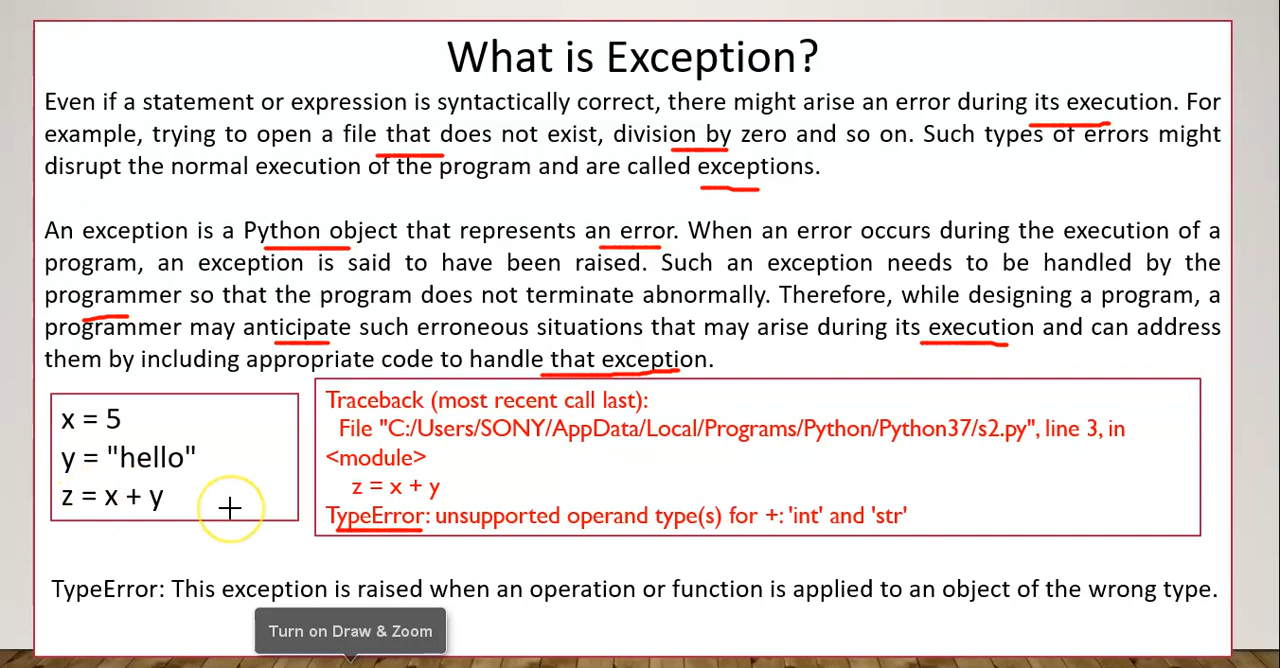 What is Exception?
Even if a statement or expression is syntactically correct, there might arise an error during its execution. For
example, trying to open a file that does not exist, division by zero and so on. Such types of errors might
disrupt the normal execution of the program and are called exceptions.
An exception is a Python object that represents an error. When an error occurs during the execution of a
program, an exception is said to have been raised. Such an exception needs to be handled by the
programmer so that the program does not terminate abnormally. Therefore, while designing a program, a
programmer may anticipate such erroneous situations that may arise during its execution and can address
them by including appropriate code to handle that exception.
x = 5
y = "hello"
z = x + y
Traceback (most recent call last):
File "C:/Users/SONY/AppData/Local/Programs/Python/Python37/s2.py", line 3, in
<module>
z = x + y
TypeError: unsupported operand type(s) for +: 'int' and 'str'
TypeError: This exception is raised when an operation or function is applied to an object of the wrong type.
Turn on Draw & Zoom